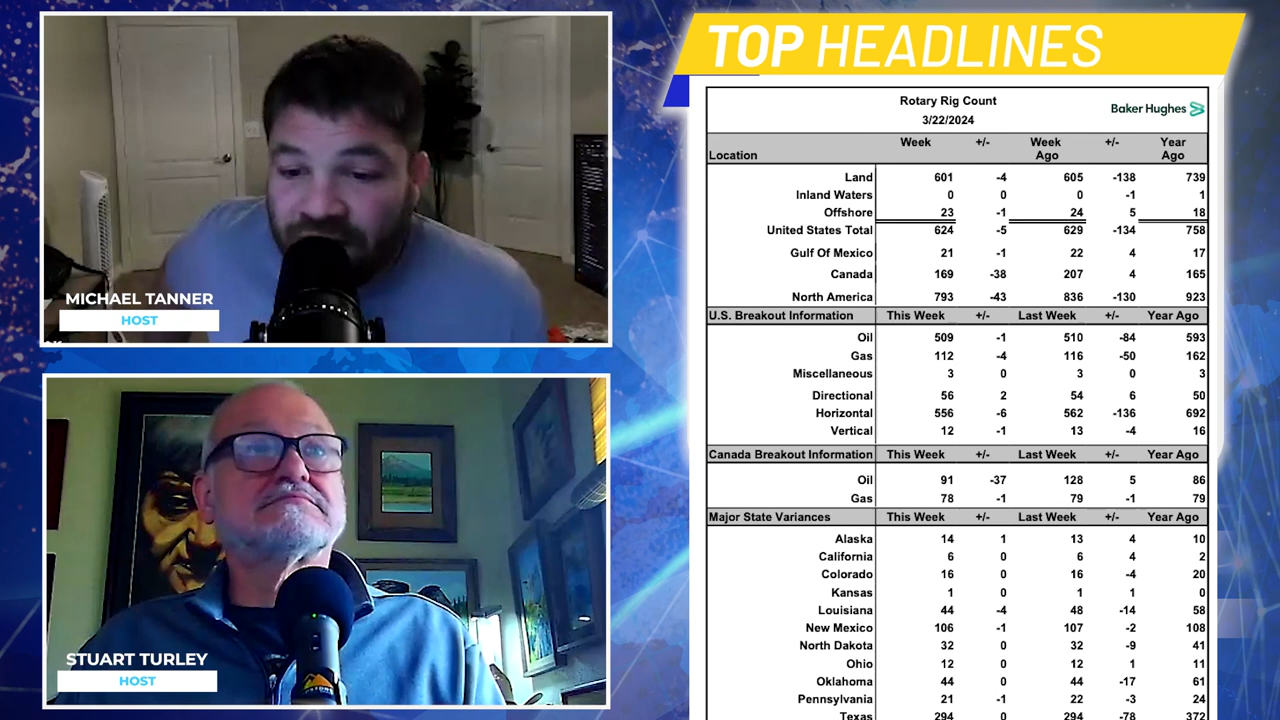 MICHAEL TANNER
HOST
STUART TURLEY
HOST
TOP HEADLINES
Rotary Rig Count
3/22/2024
Baker Hughes
Location Week +/- Week Ago +/- Year Ago
Land 601 -4 605 -138 739
Inland Waters 0 0 0 -1 1
Offshore 23 -1 24 5 18
United States Total 624 -5 629 -134 758
Gulf Of Mexico 21 -1 22 4 17
Canada 169 -38 207 4 165
North America 793 -43 836 -130 923
U.S. Breakout Information This Week +/- Last Week +/- Year Ago
Oil 509 -1 510 -84 593
Gas 112 -4 116 -50 162
Miscellaneous 3 0 3 0 3
Directional 56 2 54 6 50
Horizontal 556 -6 562 -136 692
Vertical 12 -1 13 -4 16
Canada Breakout Information This Week +/- Last Week +/- Year Ago
Oil 91 -37 128 5 86
Gas 78 -1 79 -1 79
Major State Variances This Week +/- Last Week +/- Year Ago
Alaska 14 1 13 4 10
California 6 0 6 4 2
Colorado 16 0 16 -4 20
Kansas 1 0 1 1 0
Louisiana 44 -4 48 -14 58
New Mexico 106 -1 107 -2 108
North Dakota 32 0 32 -9 41
Ohio 12 0 12 1 11
Oklahoma 44 0 44 -17 61
Pennsylvania 21 -1 22 -3 24
Texas 294 0 294 -78 372